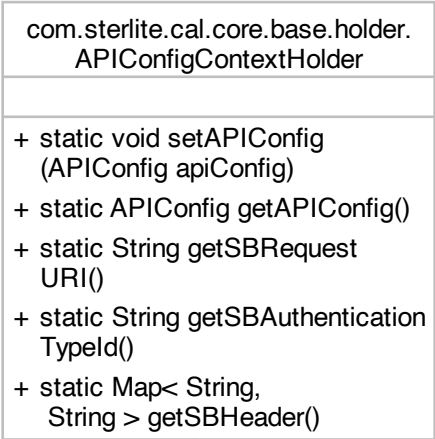 com.sterlite.cal.core.base.holder.
APIConfigContextHolder
+ static void setAPIConfig
(APIConfig apiConfig)
+ static APIConfig getAPIConfig()
+ static String getSBRequest
URI()
+ static String getSBAuthentication
TypeId()
+ static Map< String,
String > getSBHeader()